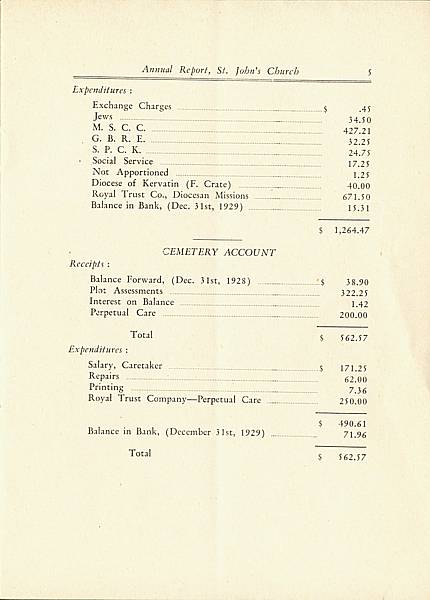 Annual Report, St. John's Church 5
Expenditures :
Exchange Charges $ .45
Jews 34.50
M. S. C. C. 427.21
G. B. R. E. 32.25
S. P. C. K. 24.75
Social Service 17.25
Not Apportioned 1.25
Diocese of Kervatin (F. Crate) 40.00
Royal Trust Co., Diocesan Missions 671.50
Balance in Bank, (Dec. 31st, 1929) 15.31
$ 1,264.47
CEMETERY ACCOUNT
Receipts :
Balance Forward, (Dec. 31st, 1928) $ 38.90
Plot Assessments 322.25
Interest on Balance 1.42
Perpetual Care 200.00
Total $ 562.57
Expenditures :
Salary, Caretaker $ 171.25
Repairs 62.00
Printing 7.36
Royal Trust Company—Perpetual Care 250.00
$ 490.61
Balance in Bank, (December 31st, 1929) 71.96
Total $ 562.57